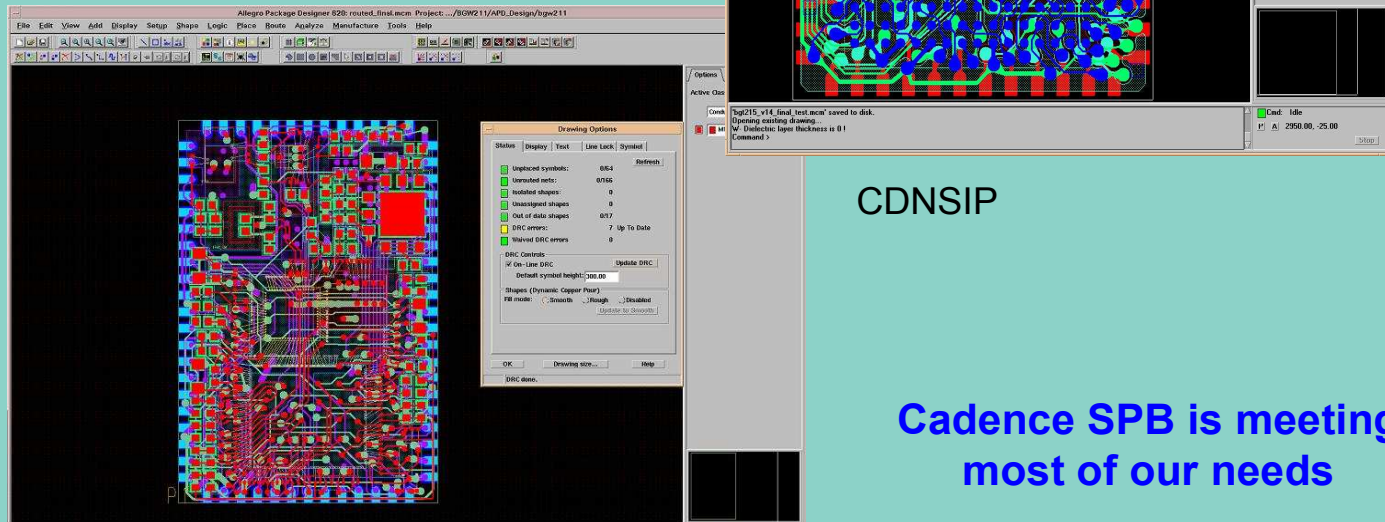 Allegro Package Designer 620: routed_final.mcm Project: .../BGW211/APD_Design/bgw211
File Edit View Add Display Setup Shape Logic Place Route Analyze Manufacture Tools Help
Options
Active Clas
Cond
Drawing Options
Status Display Text Line Lock Symbol
Refresh
Unplaced symbols: 0/64
Unrouted nets: 0/166
Isolated shapes: 0
Unassigned shapes 0
Out of date shapes 0/17
DRC errors: 7 Up To Date
Waived DRC errors 0
DRC Controls
On-Line DRC Update DRC
Default symbol height: 300.00
Shapes (Dynamic Copper Pour)
Fill mode: Smooth Rough Disabled
Update to Smooth
OK Drawing size... Help
DRC done.
"bgt215_v14_final_test.mcm" saved to disk.
Opening existing drawing...
W- Dielectric layer thickness is 0 !
Command >
Cmd: Idle
P A 2950.00, -25.00
Stop
CDNSIP
Cadence SPB is meeting
most of our needs